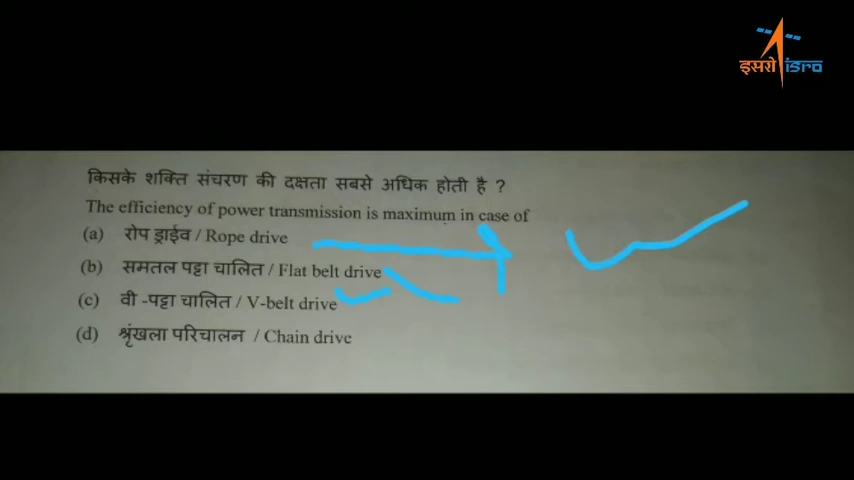 इसरो isro
किसके शक्ति संचरण की दक्षता सबसे अधिक होती है ?
The efficiency of power transmission is maximum in case of
(a) रोप ड्राईव / Rope drive
(b) समतल पट्टा चालित / Flat belt drive
(c) वी -पट्टा चालित / V-belt drive
(d) श्रृंखला परिचालन / Chain drive